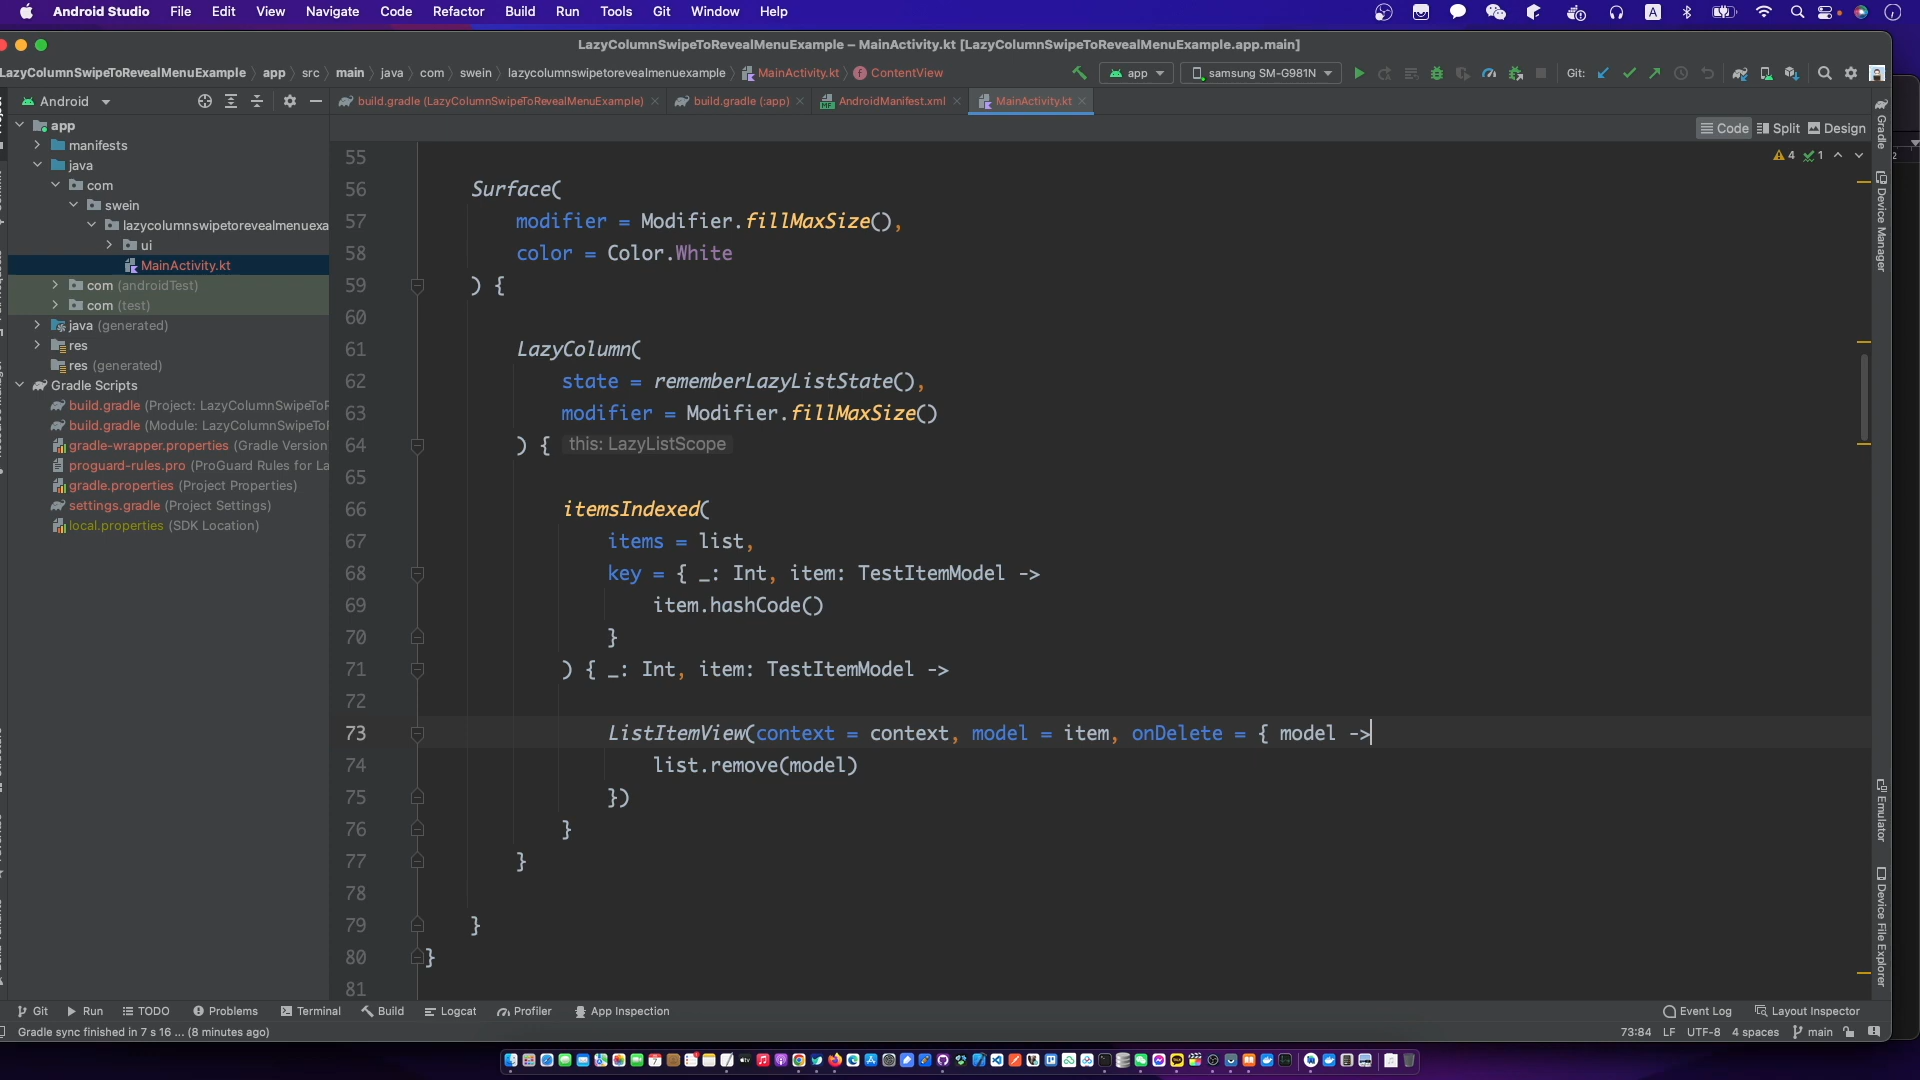 Android Studio File Edit View Navigate Code Refactor Build Run Tools Git Window Help
LazyColumnSwipeToRevealMenuExample – MainActivity.kt [LazyColumnSwipeToRevealMenuExample.app.main]
LazyColumnSwipeToRevealMenuExample app src main java com swein lazycolumnswipetorevealmenuexample MainActivity.kt ContentView app samsung SM-G981N Git:
Android build.gradle (LazyColumnSwipeToRevealMenuExample) build.gradle (:app) AndroidManifest.xml MainActivity.kt
Code Split Design
4 1
app
manifests
java
com
swein
lazycolumnswipetorevealmenuexa
ui
MainActivity.kt
com (androidTest)
com (test)
java (generated)
res
res (generated)
Gradle Scripts
build.gradle (Project: LazyColumnSwipeToR
build.gradle (Module: LazyColumnSwipeTo
gradle-wrapper.properties (Gradle Version
proguard-rules.pro (ProGuard Rules for La
gradle.properties (Project Properties)
settings.gradle (Project Settings)
local.properties (SDK Location)
55
56 Surface(
57 modifier = Modifier.fillMaxSize(),
58 color = Color.White
59 ) {
60
61 LazyColumn(
62 state = rememberLazyListState(),
63 modifier = Modifier.fillMaxSize()
64 ) { this: LazyListScope
65
66 itemsIndexed(
67 items = list,
68 key = { _: Int, item: TestItemModel ->
69 item.hashCode()
70 }
71 ) { _: Int, item: TestItemModel ->
72
73 ListItemView(context = context, model = item, onDelete = { model ->
74 list.remove(model)
75 })
76 }
77 }
78
79 }
80 }
81
Gradle
Device Manager
Emulator
Device File Explorer
Git Run TODO Problems Terminal Build Logcat Profiler App Inspection Event Log Layout Inspector
Gradle sync finished in 7 s 16 ... (8 minutes ago) 73:84 LF UTF-8 4 spaces main